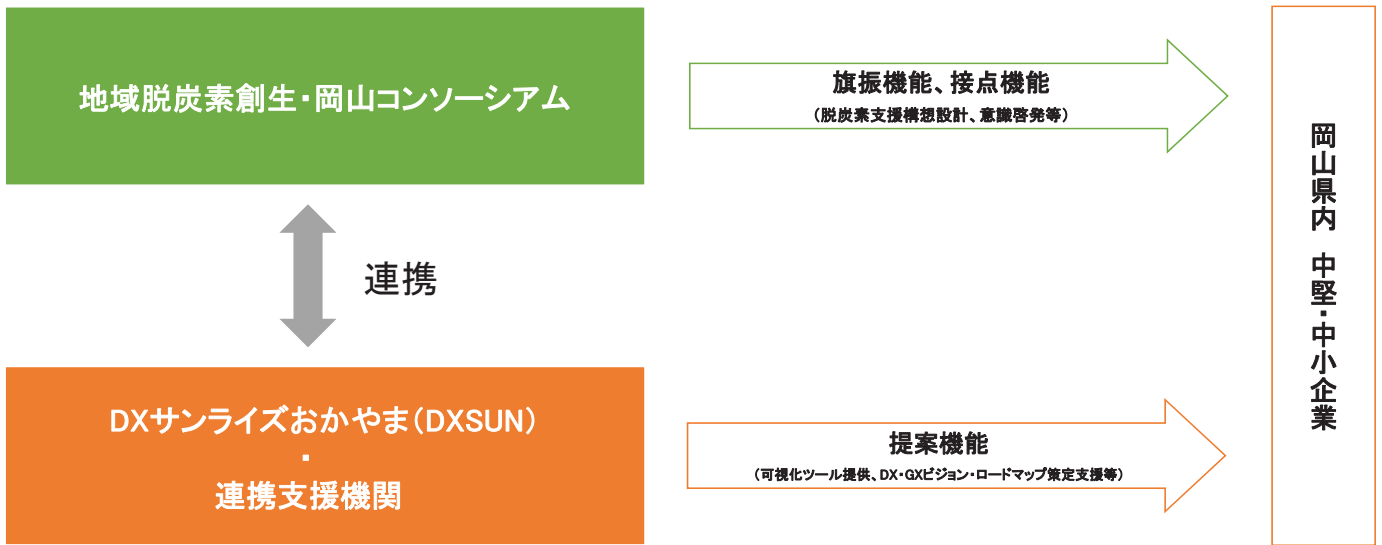 地域脱炭素創生・岡山コンソーシアム
旗振機能、接点機能
（脱炭素支援構想設計、意識啓発等）
連携
DXサンライズおかやま（DXSUN）
・
連携支援機関
提案機能
（可視化ツール提供、DX・GXビジョン・ロードマップ策定支援等）
岡山県内　中堅・中小企業